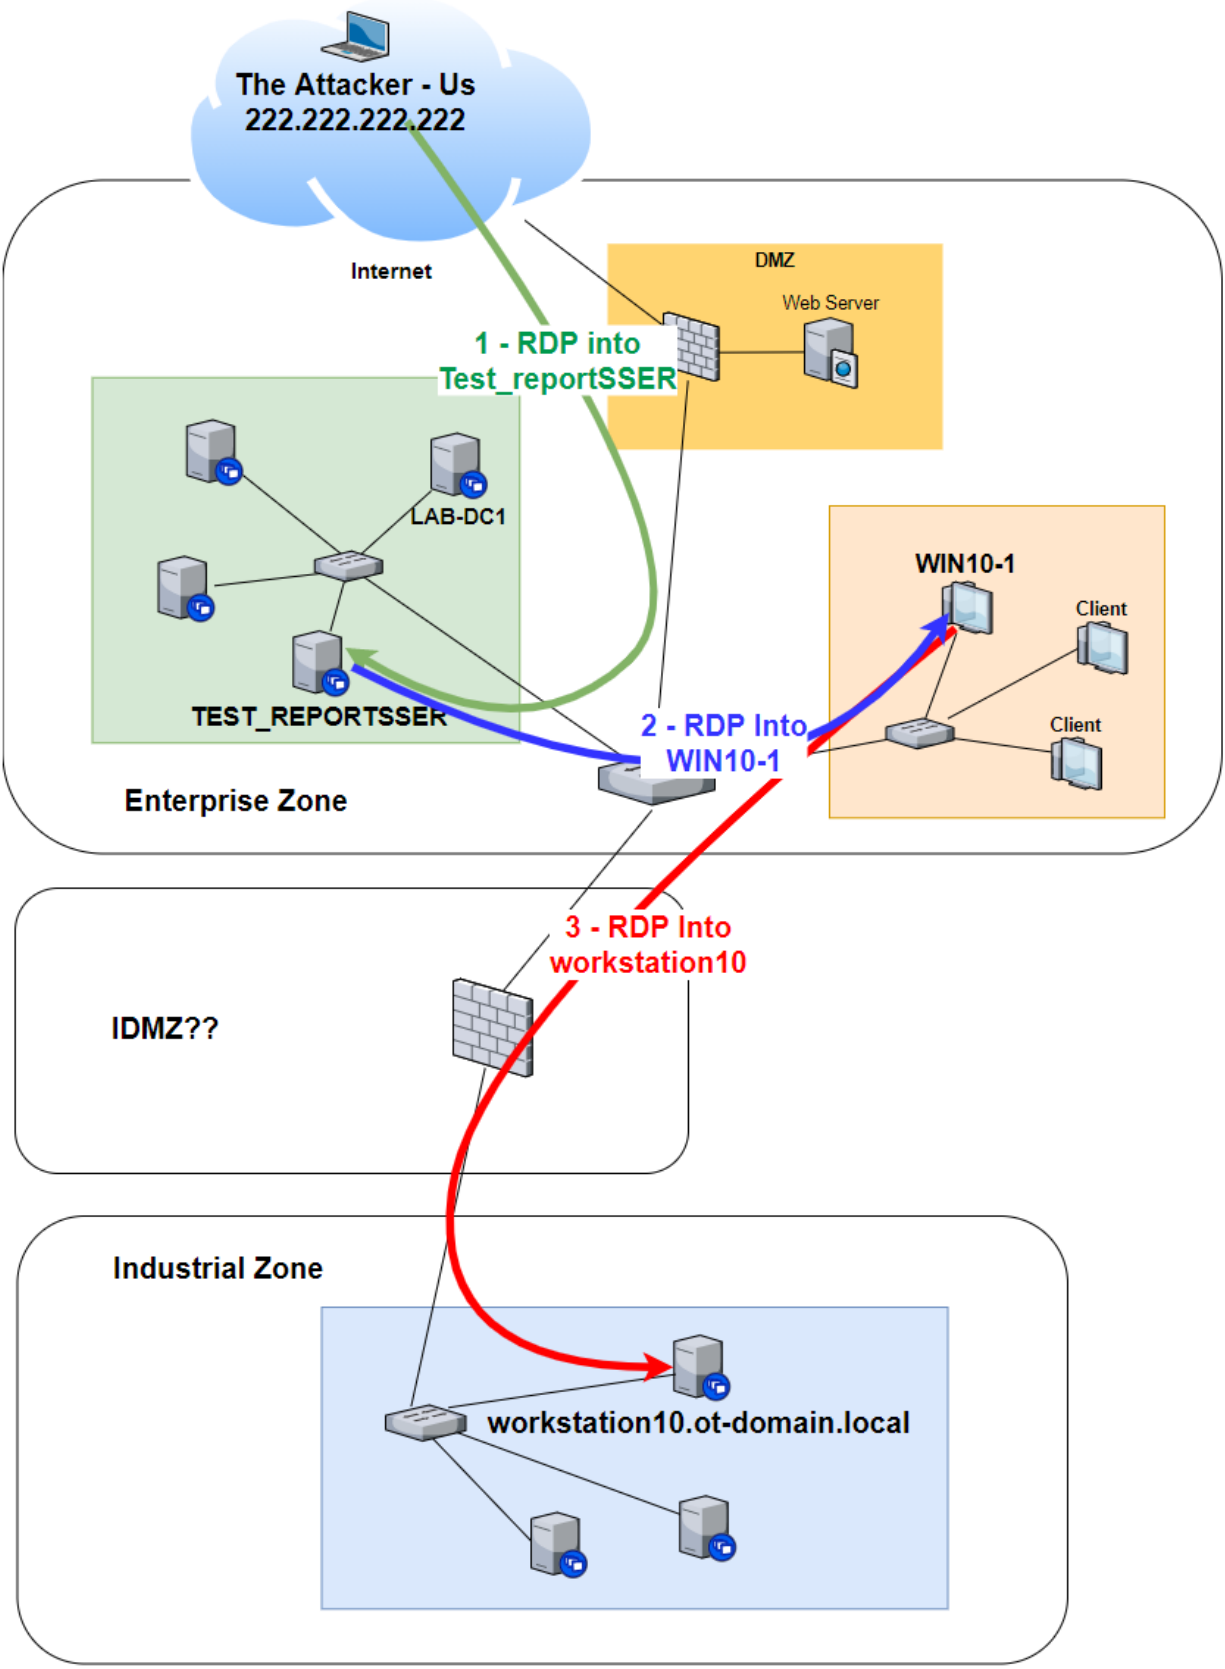 The Attacker - Us
222.222.222.222
Internet
DMZ
Web Server
1 - RDP into
Test_reportSSER
LAB-DC1
TEST_REPORTSSER
WIN10-1
Client
Client
2 - RDP Into
WIN10-1
Enterprise Zone
3 - RDP Into
workstation10
IDMZ??
Industrial Zone
workstation10.ot-domain.local